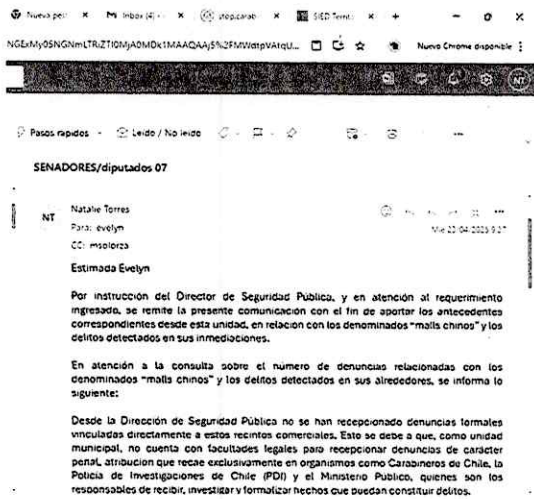 Nueva pes
Inbox (4)
stop.carab
SIED Territ
Nuevo Chrome disponible
NT
Pasos rapidos
Leido / No leido
SENADORES/diputados 07
NT
Natalie Torres
Para: evelyn
Mié 22/04/2026 9:27
CC: msolorza
Estimada Evelyn
Por instrucción del Director de Seguridad Pública, y en atención al requerimiento
ingresado, se remite la presente comunicación con el fin de aportar los antecedentes
correspondientes desde esta unidad, en relación con los denominados "malls chinos" y los
delitos detectados en sus inmediaciones.
En atención a la consulta sobre el número de denuncias relacionadas con los
denominados "malls chinos" y los delitos detectados en sus alrededores, se informa lo
siguiente:
Desde la Dirección de Seguridad Pública no se han recepcionado denuncias formales
vinculadas directamente a estos recintos comerciales. Esto se debe a que, como unidad
municipal, no cuenta con facultades legales para recepcionar denuncias de carácter
penal, atribución que recae exclusivamente en organismos como Carabineros de Chile, la
Policía de Investigaciones de Chile (PDI) y el Ministerio Público, quienes son los
responsables de recibir, investigar y formalizar hechos que puedan constituir delitos.